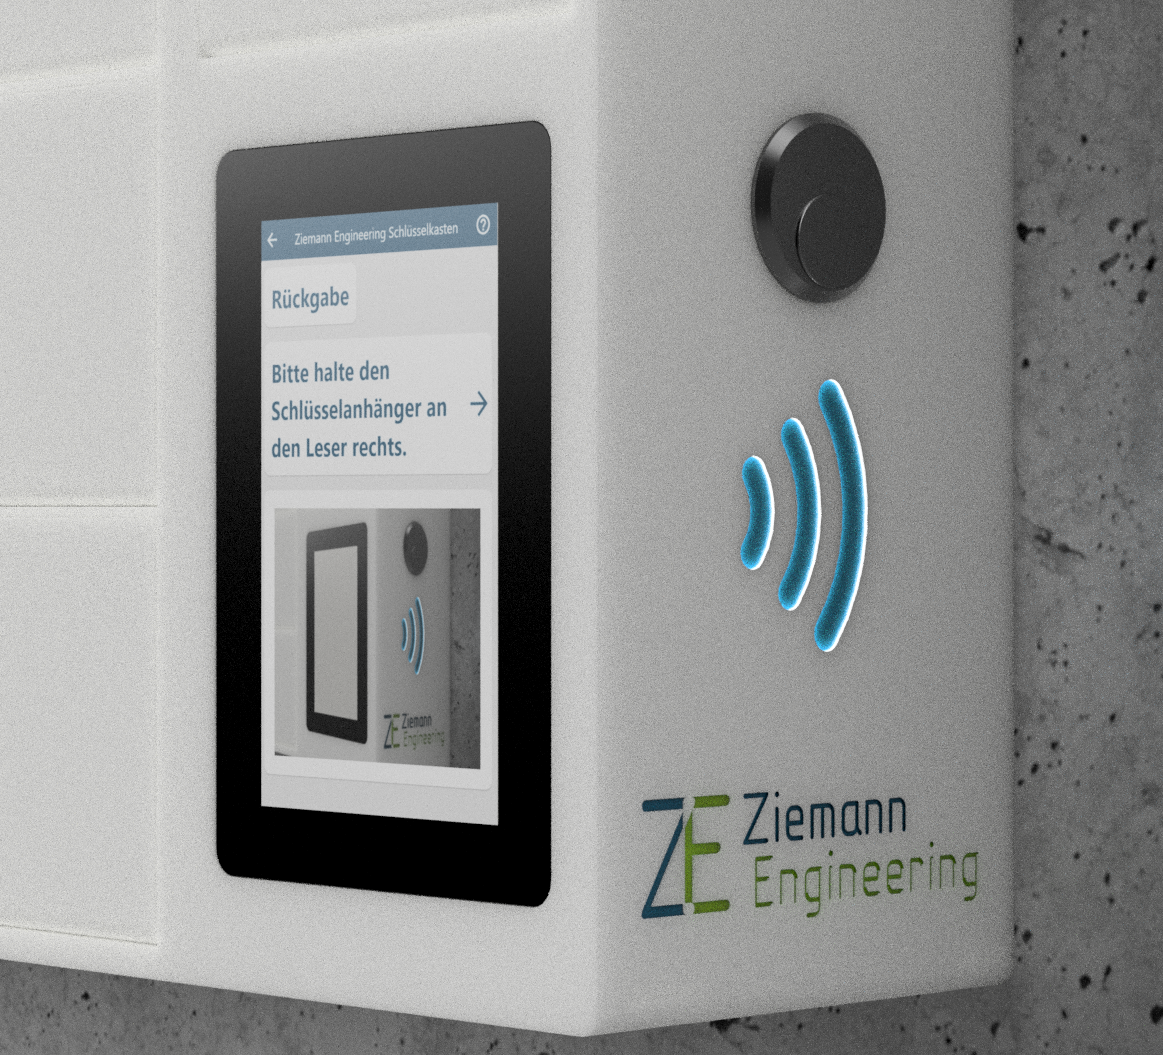 Ziemann Engineering Schlüsselkasten
Rückgabe
Bitte halte den
Schlüsselanhänger an
den Leser rechts.
ZE Ziemann
Engineering
ZE Ziemann
Engineering